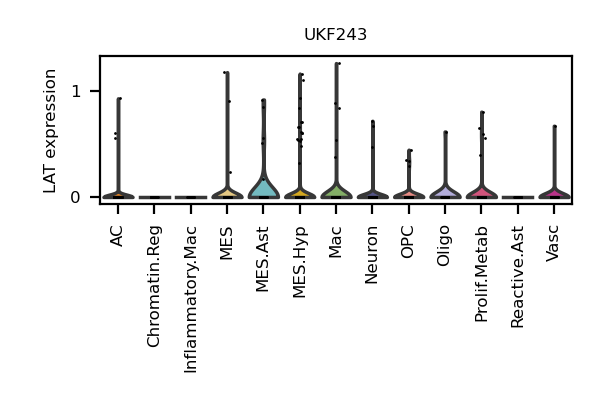 UKF243
LAT expression
1
0
AC
Chromatin.Reg
Inflammatory.Mac
MES
MES.Ast
MES.Hyp
Mac
Neuron
OPC
Oligo
Prolif.Metab
Reactive.Ast
Vasc